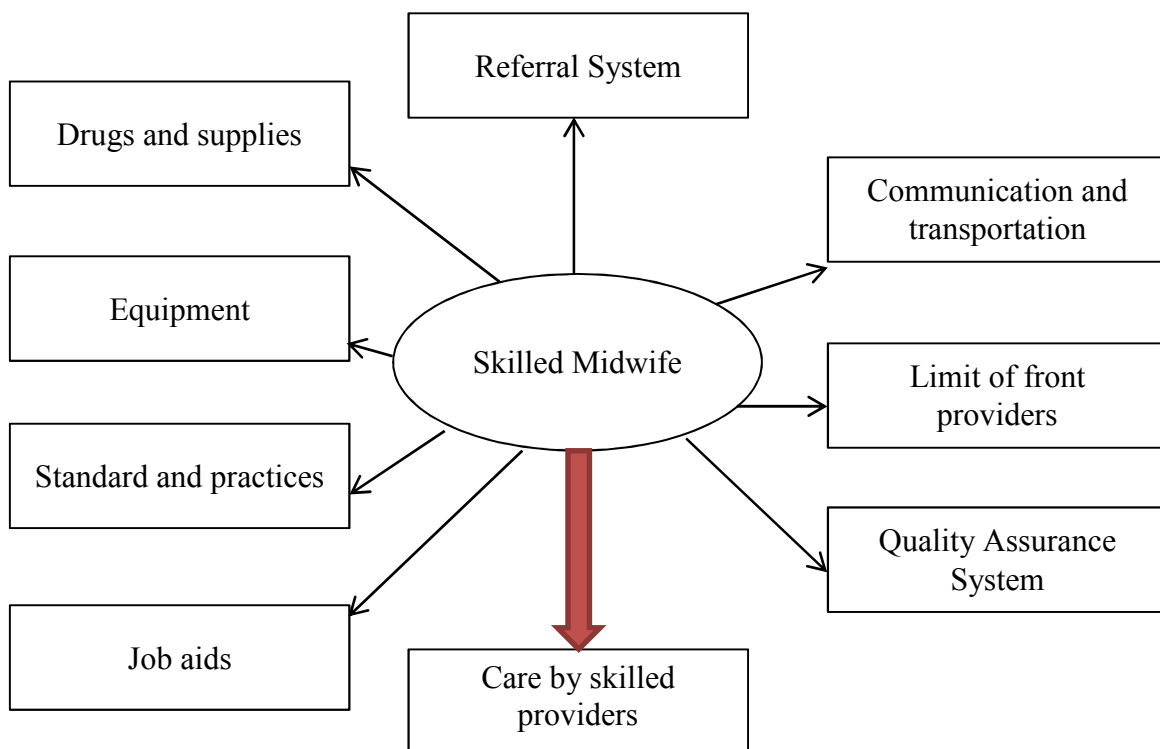 Referral System
Drugs and supplies
Communication and
transportation
Equipment
Skilled Midwife
Limit of front
providers
Standard and practices
Quality Assurance
System
Job aids
Care by skilled
providers